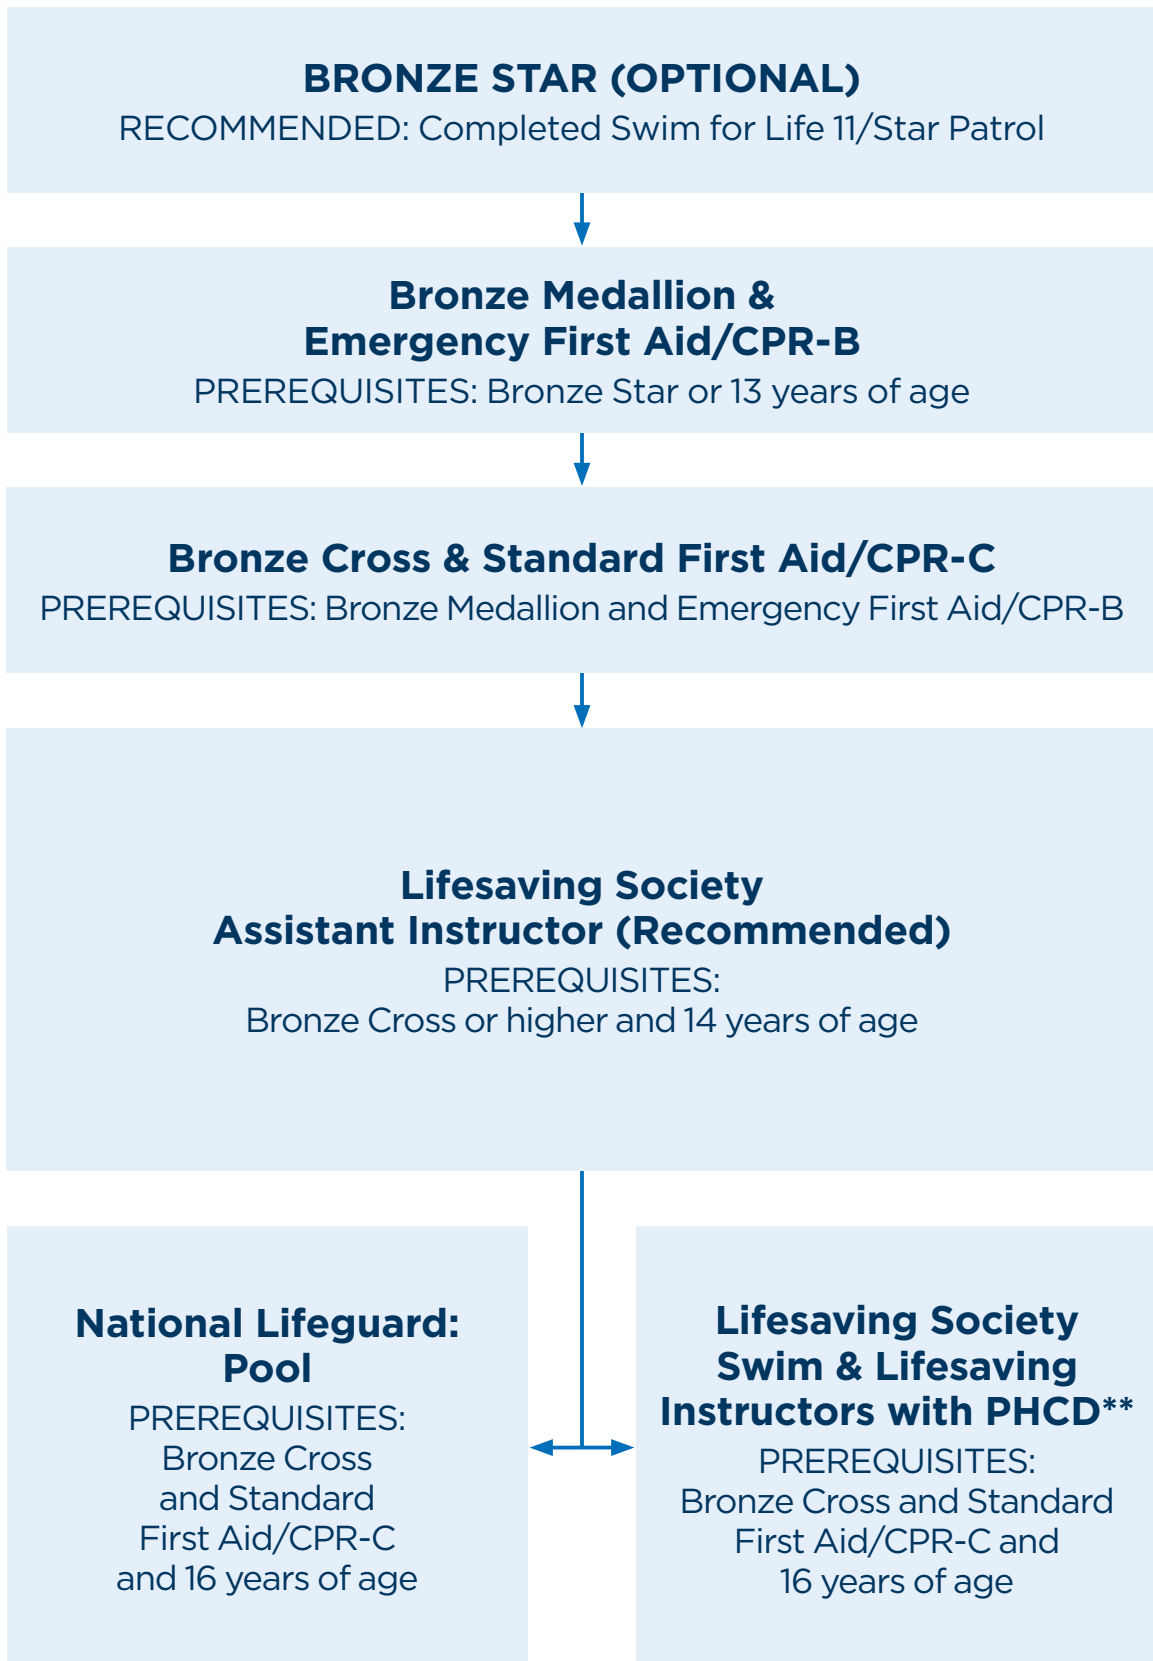 BRONZE STAR (OPTIONAL)
RECOMMENDED: Completed Swim for Life 11/Star Patrol
Bronze Medallion &
Emergency First Aid/CPR-B
PREREQUISITES: Bronze Star or 13 years of age
Bronze Cross & Standard First Aid/CPR-C
PREREQUISITES: Bronze Medallion and Emergency First Aid/CPR-B
Lifesaving Society
Assistant Instructor (Recommended)
PREREQUISITES:
Bronze Cross or higher and 14 years of age
National Lifeguard:
Pool
PREREQUISITES:
Bronze Cross
and Standard
First Aid/CPR-C
and 16 years of age
Lifesaving Society
Swim & Lifesaving
Instructors with PHCD**
PREREQUISITES:
Bronze Cross and Standard
First Aid/CPR-C and
16 years of age